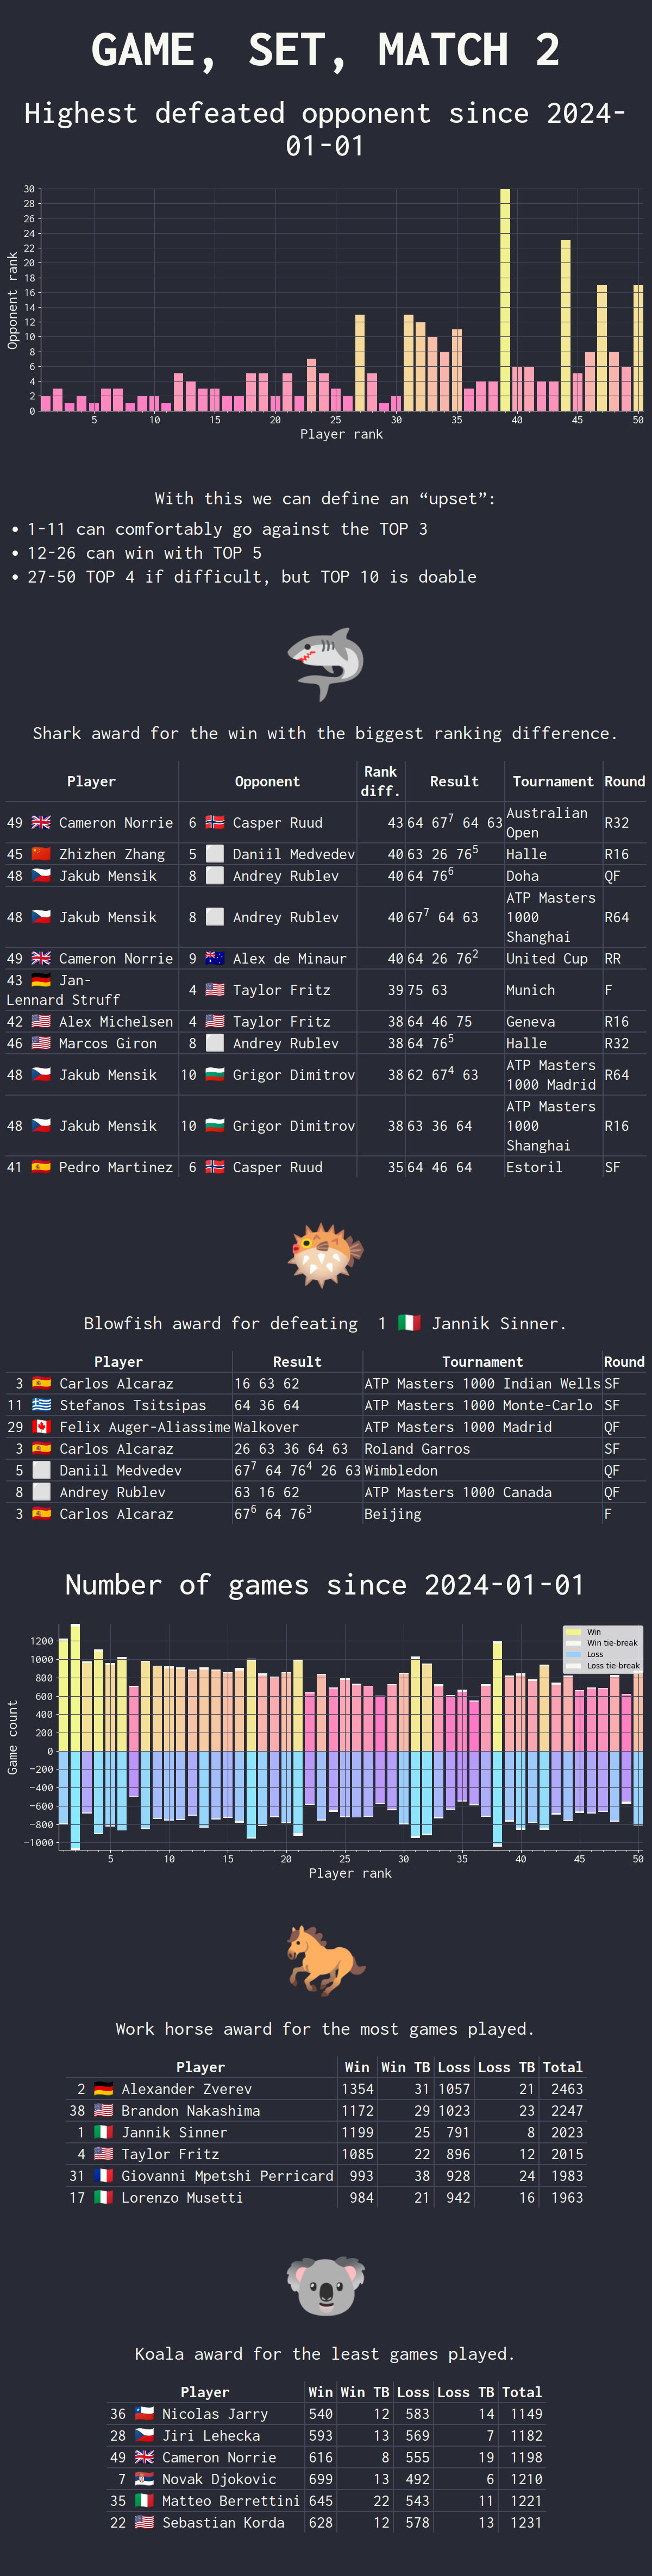 GAME, SET, MATCH 2
Highest defeated opponent since 2024-
01-01
30
28
26
24
22
20
18
16
14
12
10
8
6
4
2
0
Opponent rank
5 10 15 20 25 30 35 40 45 50
Player rank
With this we can define an “upset”:
• 1-11 can comfortably go against the TOP 3
• 12-26 can win with TOP 5
• 27-50 TOP 4 if difficult, but TOP 10 is doable
Shark award for the win with the biggest ranking difference.
Player Opponent Rank diff. Result Tournament Round
49 Cameron Norrie 6 Casper Ruud 43 64 67⁷ 64 63 Australian Open R32
45 Zhizhen Zhang 5 Daniil Medvedev 40 63 26 76⁵ Halle R16
48 Jakub Mensik 8 Andrey Rublev 40 64 76⁶ Doha QF
48 Jakub Mensik 8 Andrey Rublev 40 67⁷ 64 63 ATP Masters 1000 Shanghai R64
49 Cameron Norrie 9 Alex de Minaur 40 64 26 76² United Cup RR
43 Jan-Lennard Struff 4 Taylor Fritz 39 75 63 Munich F
42 Alex Michelsen 4 Taylor Fritz 38 64 46 75 Geneva R16
46 Marcos Giron 8 Andrey Rublev 38 64 76⁵ Halle R32
48 Jakub Mensik 10 Grigor Dimitrov 38 62 67⁴ 63 ATP Masters 1000 Madrid R64
48 Jakub Mensik 10 Grigor Dimitrov 38 63 36 64 ATP Masters 1000 Shanghai R16
41 Pedro Martinez 6 Casper Ruud 35 64 46 64 Estoril SF
Blowfish award for defeating 1 Jannik Sinner.
Player Result Tournament Round
3 Carlos Alcaraz 16 63 62 ATP Masters 1000 Indian Wells SF
11 Stefanos Tsitsipas 64 36 64 ATP Masters 1000 Monte-Carlo SF
29 Felix Auger-Aliassime Walkover ATP Masters 1000 Madrid QF
3 Carlos Alcaraz 26 63 36 64 63 Roland Garros SF
5 Daniil Medvedev 67⁷ 64 76⁴ 26 63 Wimbledon QF
8 Andrey Rublev 63 16 62 ATP Masters 1000 Canada QF
3 Carlos Alcaraz 67⁶ 64 76³ Beijing F
Number of games since 2024-01-01
1200
1000
800
600
400
200
0
−200
−400
−600
−800
−1000
Game count
Win
Win tie-break
Loss
Loss tie-break
5 10 15 20 25 30 35 40 45 50
Player rank
Work horse award for the most games played.
Player Win Win TB Loss Loss TB Total
2 Alexander Zverev 1354 31 1057 21 2463
38 Brandon Nakashima 1172 29 1023 23 2247
1 Jannik Sinner 1199 25 791 8 2023
4 Taylor Fritz 1085 22 896 12 2015
31 Giovanni Mpetshi Perricard 993 38 928 24 1983
17 Lorenzo Musetti 984 21 942 16 1963
Koala award for the least games played.
Player Win Win TB Loss Loss TB Total
36 Nicolas Jarry 540 12 583 14 1149
28 Jiri Lehecka 593 13 569 7 1182
49 Cameron Norrie 616 8 555 19 1198
7 Novak Djokovic 699 13 492 6 1210
35 Matteo Berrettini 645 22 543 11 1221
22 Sebastian Korda 628 12 578 13 1231